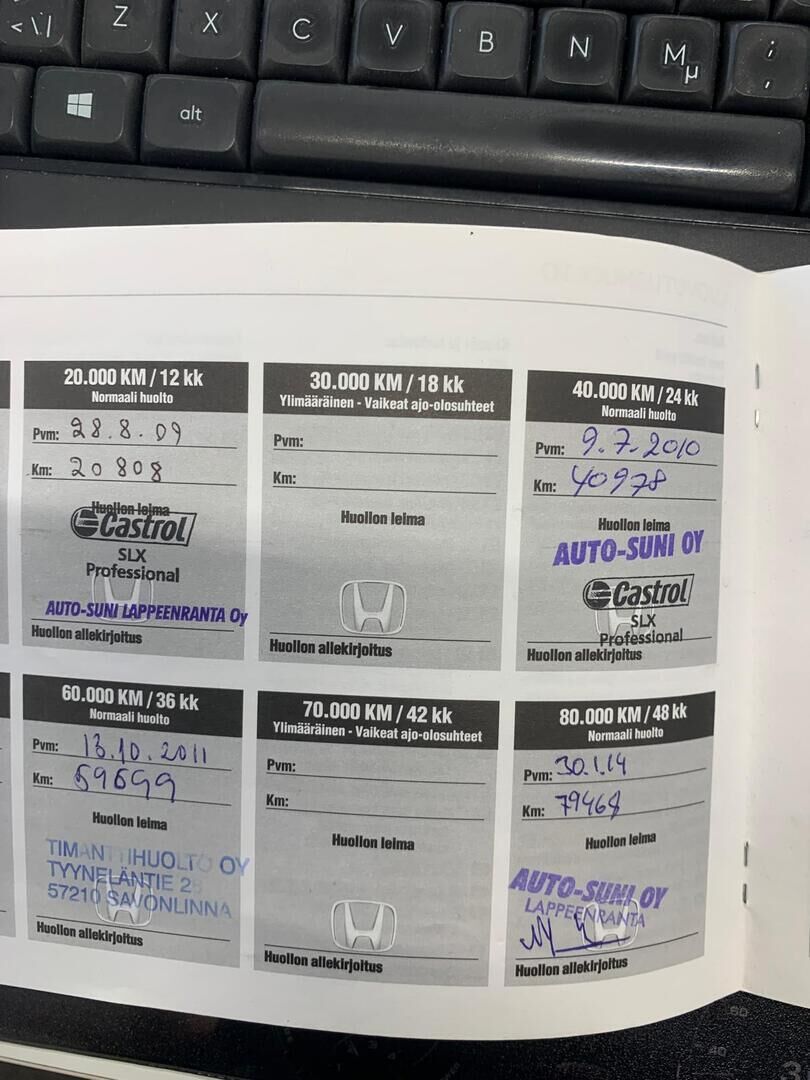 < \ |
Z
X
C
V
B
N
M
µ
;
,
alt
20.000 KM / 12 kk
Normaali huolto
Pvm: 28.8.09
Km: 20808
Huollon leima
Castrol
SLX
Professional
AUTO-SUNI LAPPEENRANTA Oy
Huollon allekirjoitus
30.000 KM / 18 kk
Ylimääräinen - Vaikeat ajo-olosuhteet
Pvm:
Km:
Huollon leima
Huollon allekirjoitus
40.000 KM / 24 kk
Normaali huolto
Pvm: 9.7.2010
Km: 40978
Huollon leima
AUTO-SUNI OY
Castrol
SLX
Professional
Huollon allekirjoitus
60.000 KM / 36 kk
Normaali huolto
Pvm: 13.10.2011
Km: 59699
Huollon leima
TIMANTTIHUOLTO OY
TYYNELÄNTIE 28
57210 SAVONLINNA
Huollon allekirjoitus
70.000 KM / 42 kk
Ylimääräinen - Vaikeat ajo-olosuhteet
Pvm:
Km:
Huollon leima
Huollon allekirjoitus
80.000 KM / 48 kk
Normaali huolto
Pvm: 30.1.14
Km: 79468
Huollon leima
AUTO-SUNI OY
LAPPEENRANTA
Huollon allekirjoitus
60
40
3